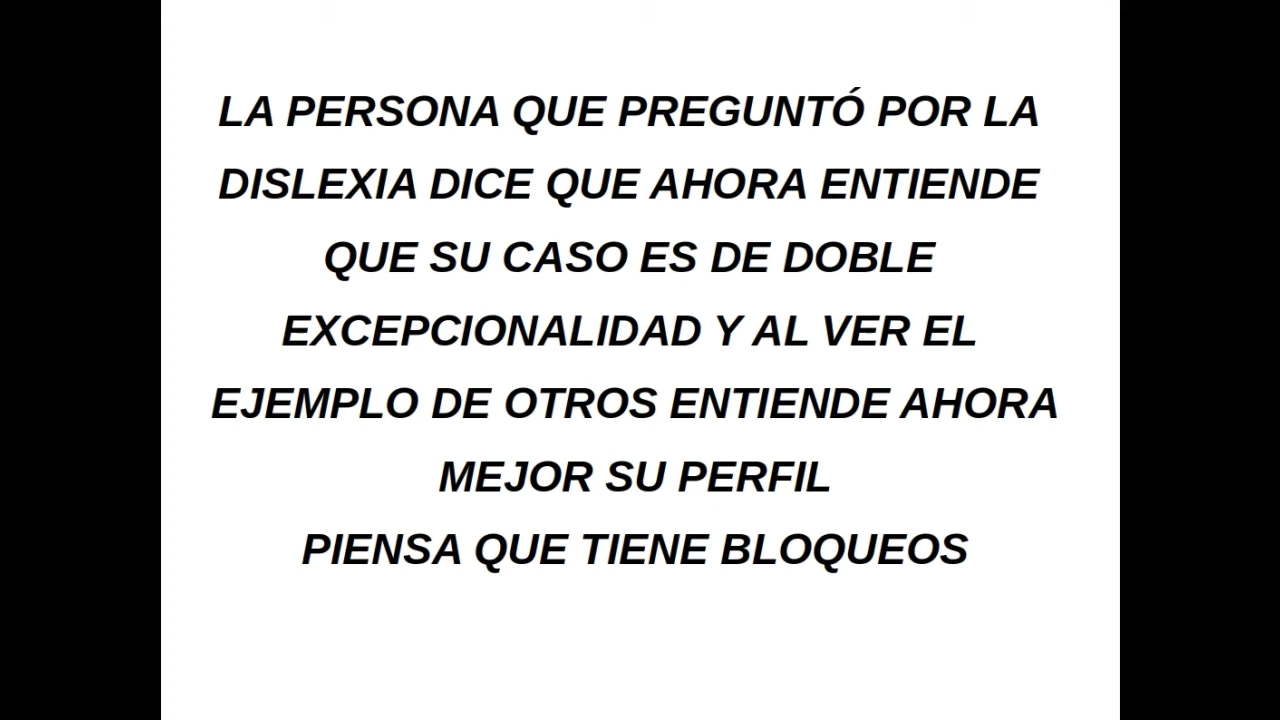 LA PERSONA QUE PREGUNTÓ POR LA
DISLEXIA DICE QUE AHORA ENTIENDE
QUE SU CASO ES DE DOBLE
EXCEPCIONALIDAD Y AL VER EL
EJEMPLO DE OTROS ENTIENDE AHORA
MEJOR SU PERFIL
PIENSA QUE TIENE BLOQUEOS